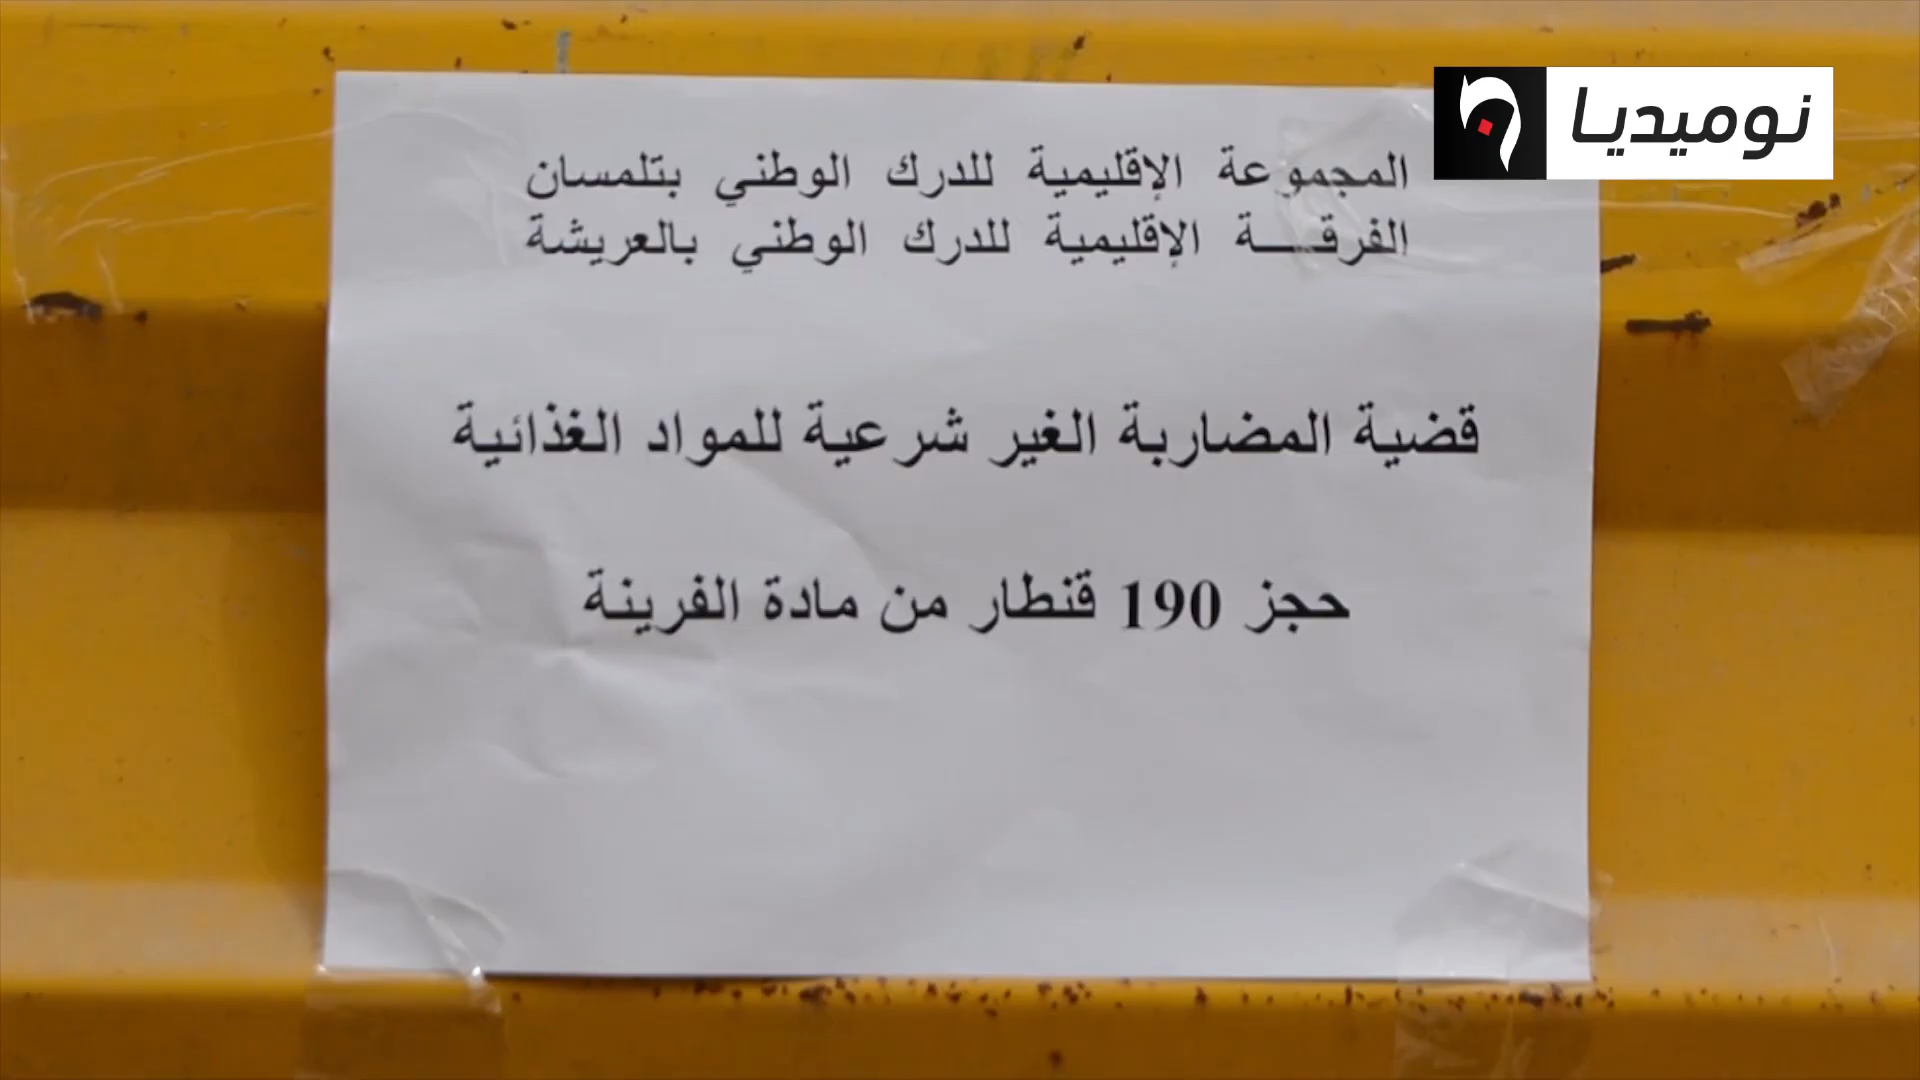 نوميديا
المجموعة الإقليمية للدرك الوطني بتلمسان
الفرقـــة الإقليمية للدرك الوطني بالعريشة
قضية المضاربة الغير شرعية للمواد الغذائية
حجز 190 قنطار من مادة الفرينة